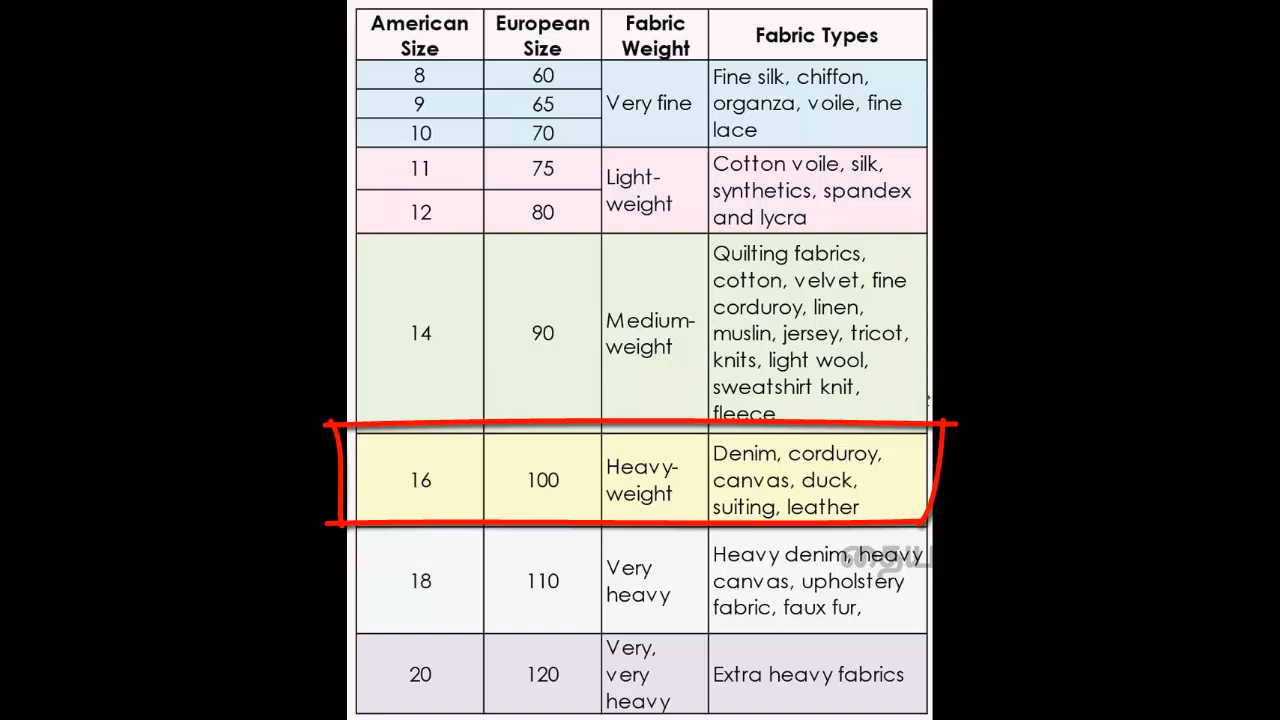 American Size
European Size
Fabric Weight
Fabric Types
8
60
Very fine
Fine silk, chiffon,
organza, voile, fine
lace
9
65
10
70
11
75
Light-
weight
Cotton voile, silk,
synthetics, spandex
and lycra
12
80
14
90
Medium-
weight
Quilting fabrics,
cotton, velvet, fine
corduroy, linen,
muslin, jersey, tricot,
knits, light wool,
sweatshirt knit,
fleece
16
100
Heavy-
weight
Denim, corduroy,
canvas, duck,
suiting, leather
18
110
Very
heavy
Heavy denim, heavy
canvas, upholstery
fabric, faux fur,
20
120
Very,
very
heavy
Extra heavy fabrics